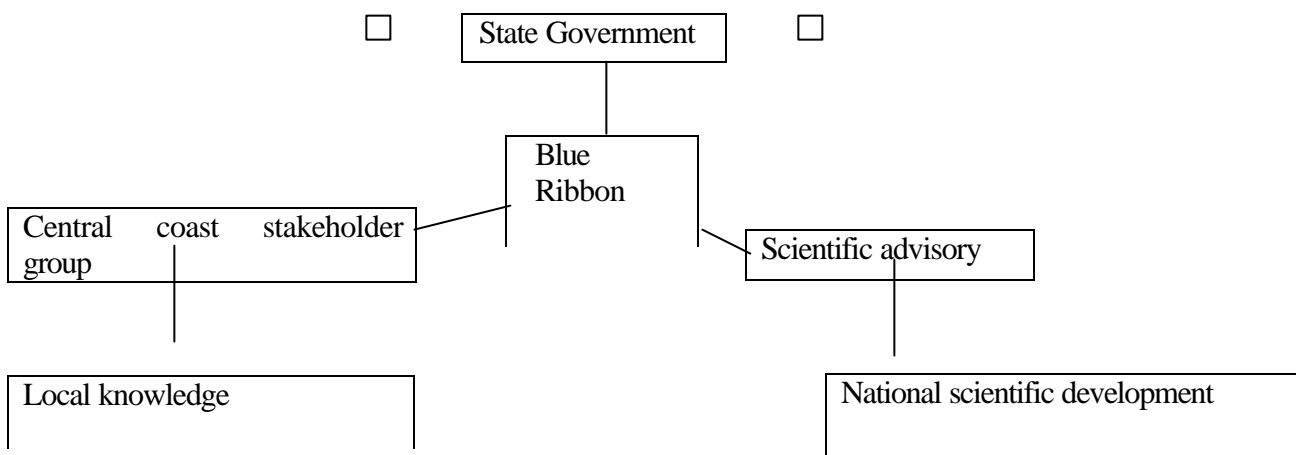 State Government
Blue
Ribbon
Central coast stakeholder
group
Scientific advisory
Local knowledge
National scientific development